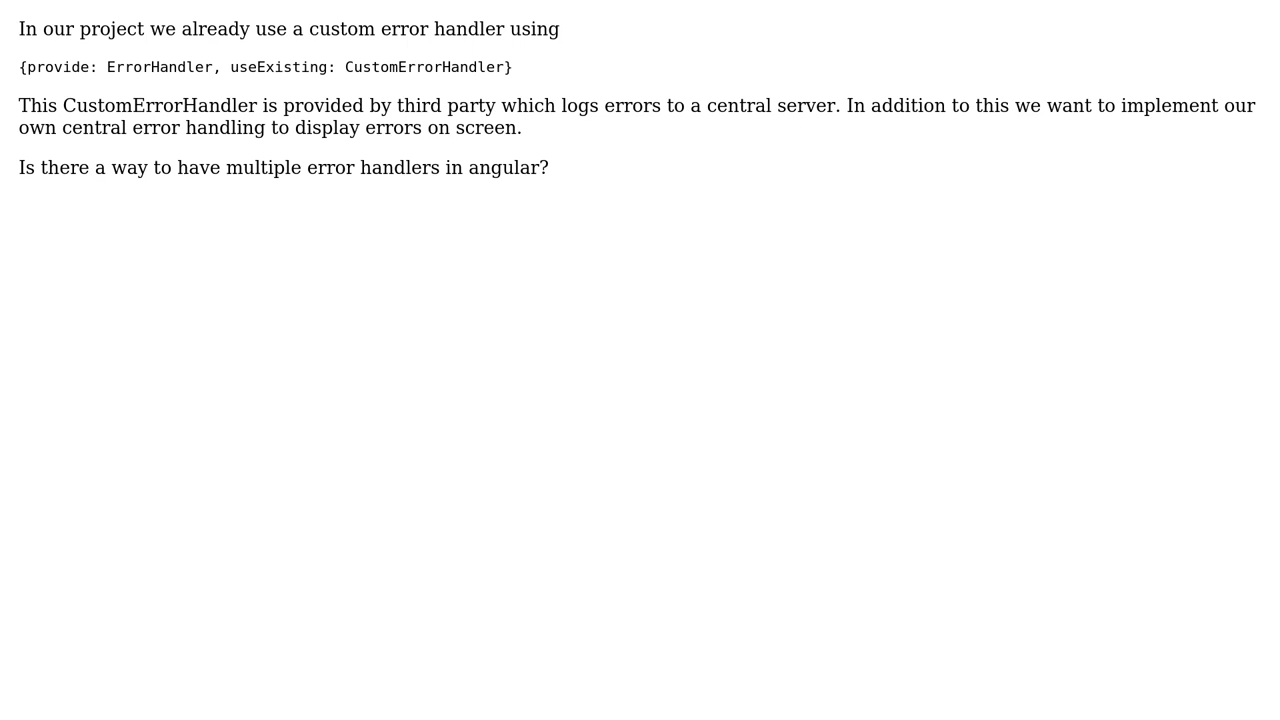 In our project we already use a custom error handler using
{provide: ErrorHandler, useExisting: CustomErrorHandler}
This CustomErrorHandler is provided by third party which logs errors to a central server. In addition to this we want to implement our
own central error handling to display errors on screen.
Is there a way to have multiple error handlers in angular?